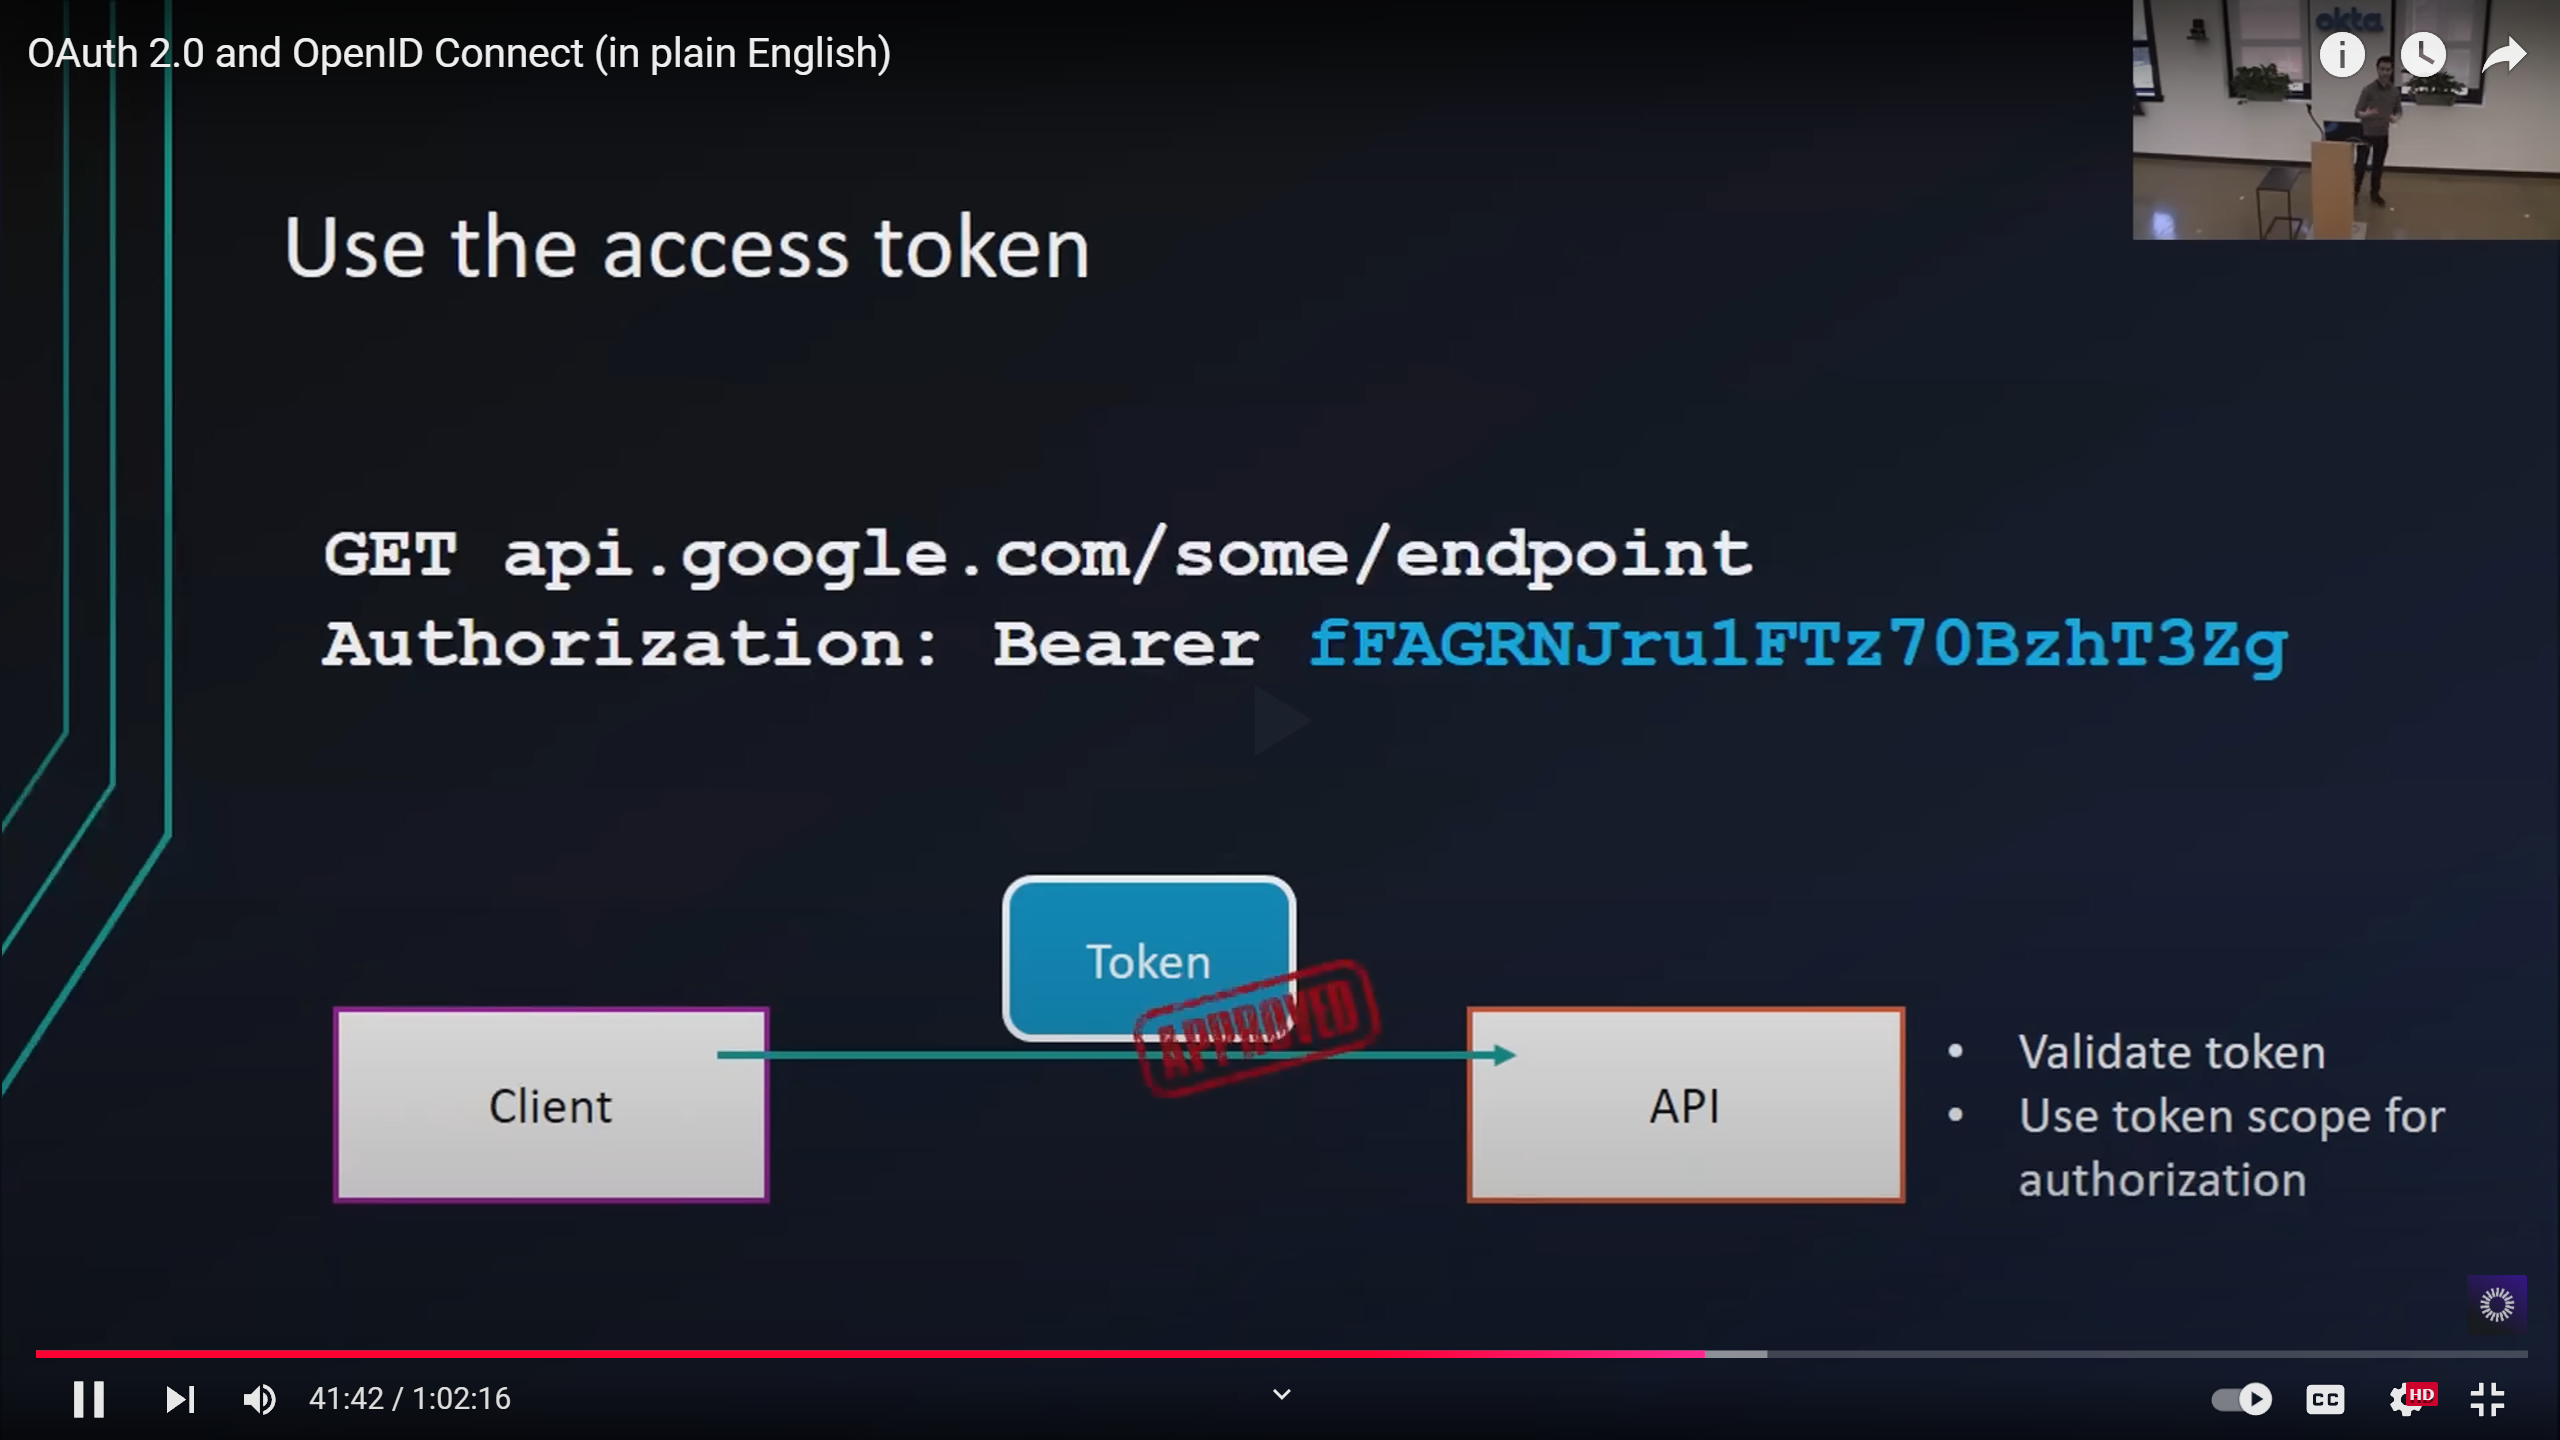 OAuth 2.0 and OpenID Connect (in plain English)
okta
Use the access token
GET api.google.com/some/endpoint
Authorization: Bearer fFAGRNJru1FTz70BzhT3Zg
Token
APPROVED
Client
API
• Validate token
• Use token scope for
authorization
41:42 / 1:02:16
CC
HD